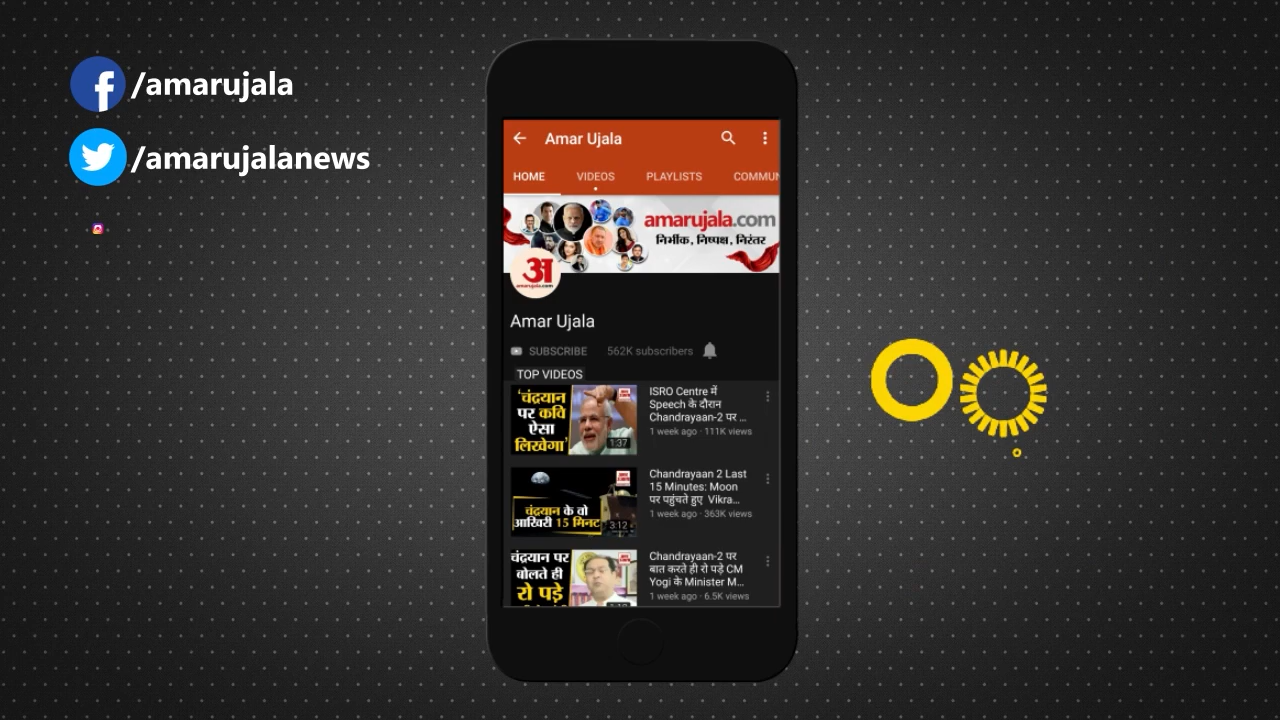 /amarujala
/amarujalanews
Amar Ujala
HOME VIDEOS PLAYLISTS COMMUN
amarujala.com
निर्भीक, निष्पक्ष, निरंतर
अ
amarujala.com
Amar Ujala
SUBSCRIBE 562K subscribers
TOP VIDEOS
'चंद्रयान
पर कवि
ऐसा
लिखेगा'
1:37
ISRO Centre में
Speech के दौरान
Chandrayaan-2 पर ...
1 week ago · 111K views
चंद्रयान के वो
आखिरी 15 मिनट
3:12
Chandrayaan 2 Last
15 Minutes: Moon
पर पहुंचते हुए Vikra...
1 week ago · 363K views
चंद्रयान पर
बोलते ही
रो पड़े
Chandrayaan-2 पर
बात करते ही रो पड़े CM
Yogi के Minister M...
1 week ago · 6.5K views